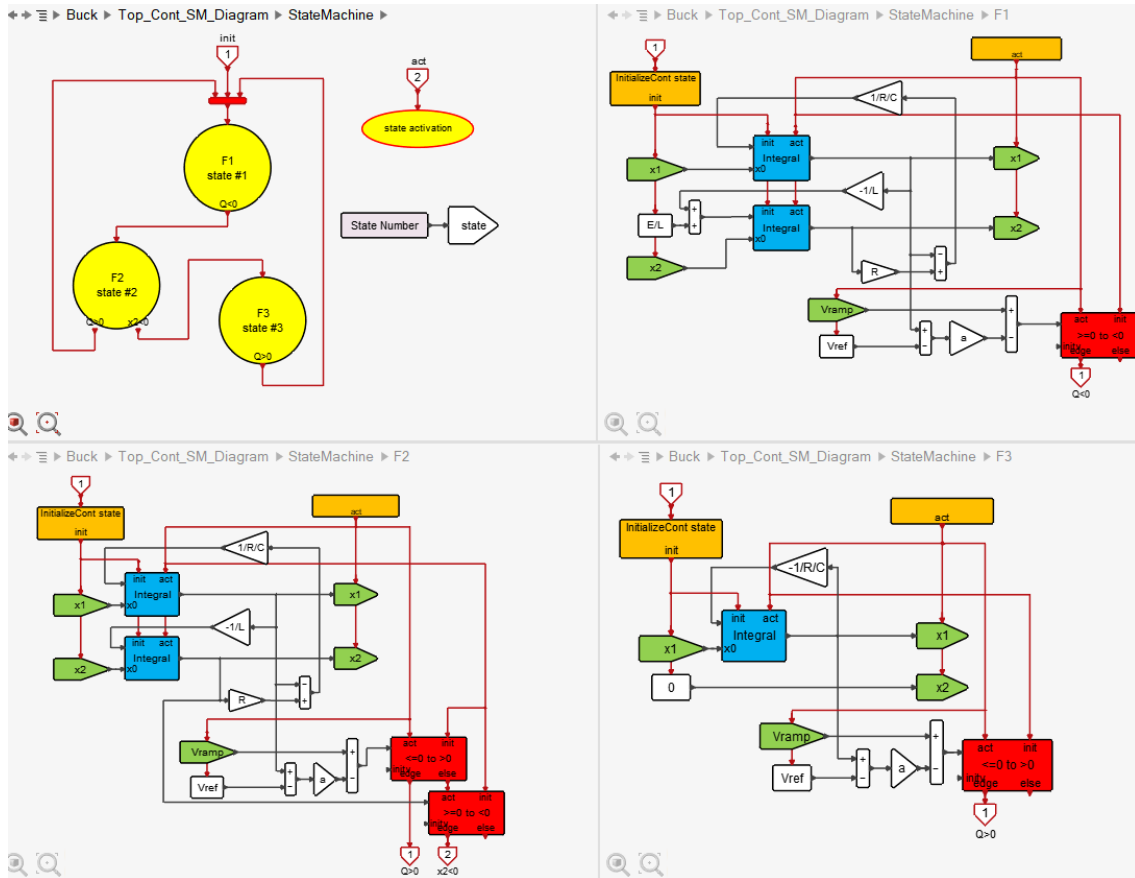 Buck Top_Cont_SM_Diagram StateMachine
init
1
act
2
state activation
F1
state #1
Q<0
State Number
state
F2
state #2
Q>0
x2<0
F3
state #3
Q>0
Buck Top_Cont_SM_Diagram StateMachine F1
1
act
InitializeCont state
init
1/R/C
init act
Integral
x0
x1
x1
-1/L
+
+
init act
Integral
x0
E/L
x2
x2
R
−
+
Vramp
Vref
+
−
a
+
−
act init
>=0 to <0
inity
edge else
1
Q<0
Buck Top_Cont_SM_Diagram StateMachine F2
1
act
InitializeCont state
init
1/R/C
init act
Integral
x0
x1
x1
-1/L
init act
Integral
x0
x2
x2
R
−
+
Vramp
Vref
+
−
a
+
−
act init
<=0 to >0
inity
edge else
act init
>=0 to <0
inity
edge else
1
Q>0
2
x2<0
Buck Top_Cont_SM_Diagram StateMachine F3
1
act
InitializeCont state
init
-1/R/C
init act
Integral
x0
x1
x1
0
x2
Vramp
Vref
+
−
a
+
−
act init
<=0 to >0
inity
edge else
1
Q>0